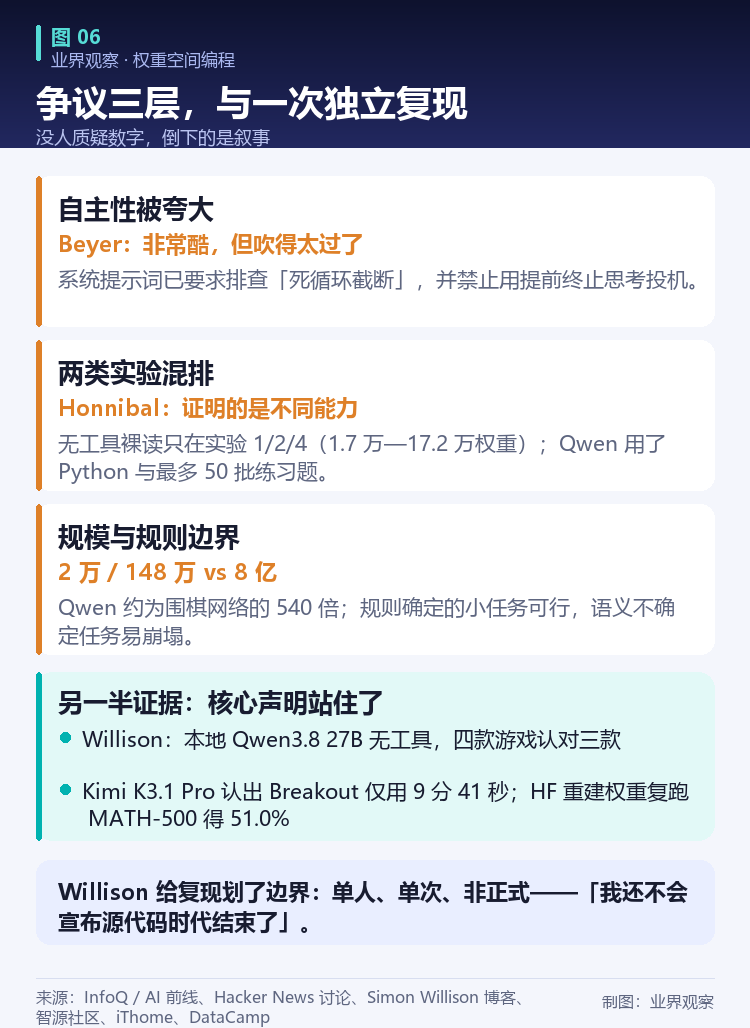 图 06
业界观察 · 权重空间编程
争议三层，与一次独立复现
没人质疑数字，倒下的是叙事
自主性被夸大
Beyer：非常酷，但吹得太过了
系统提示词已要求排查「死循环截断」，并禁止用提前终止思考投机。
两类实验混排
Honnibal：证明的是不同能力
无工具裸读只在实验 1/2/4（1.7 万—17.2 万权重）；Qwen 用了
Python 与最多 50 批练习题。
规模与规则边界
2 万 / 148 万 vs 8 亿
Qwen 约为围棋网络的 540 倍；规则确定的小任务可行，语义不确
定任务易崩塌。
另一半证据：核心声明站住了
Willison：本地 Qwen3.8 27B 无工具，四款游戏认对三款
Kimi K3.1 Pro 认出 Breakout 仅用 9 分 41 秒；HF 重建权重复跑
MATH-500 得 51.0%
Willison 给复现划了边界：单人、单次、非正式——「我还不会
宣布源代码时代结束了」。
来源：InfoQ / AI 前线、Hacker News 讨论、Simon Willison 博客、
智源社区、iThome、DataCamp
制图：业界观察